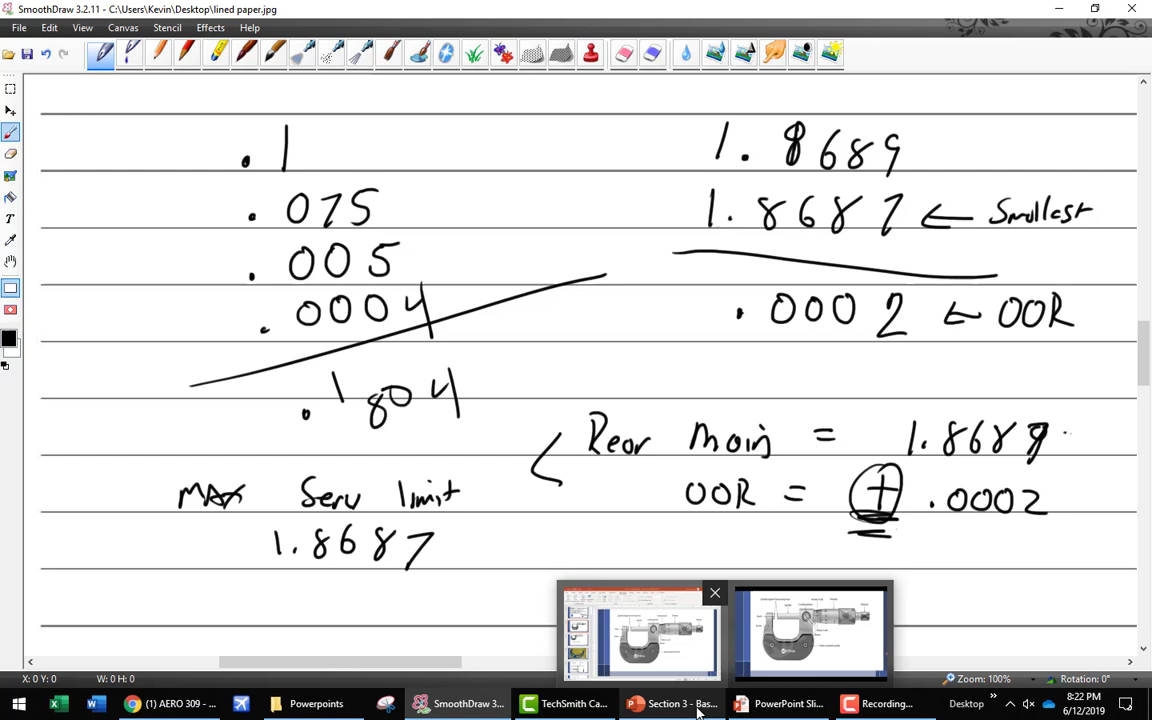 SmoothDraw 3.2.11 - C:\Users\Kevin\Desktop\lined paper.jpg
File Edit View Canvas Stencil Effects Help
.1
.075
.005
.0004
.1804
MAX Serv limit
1.8687
1.8689
1.8687 ← Smallest
.0002 ← OOR
Rear main = 1.8689
OOR = + .0002
X: 0 Y: 0 W: 0 H: 0 Zoom: 100% Rotation: 0°
(1) AERO 309 - ... Powerpoints SmoothDraw 3... TechSmith Ca... Section 3 - Bas... PowerPoint Sli... Recording... Desktop 8:22 PM
6/12/2019